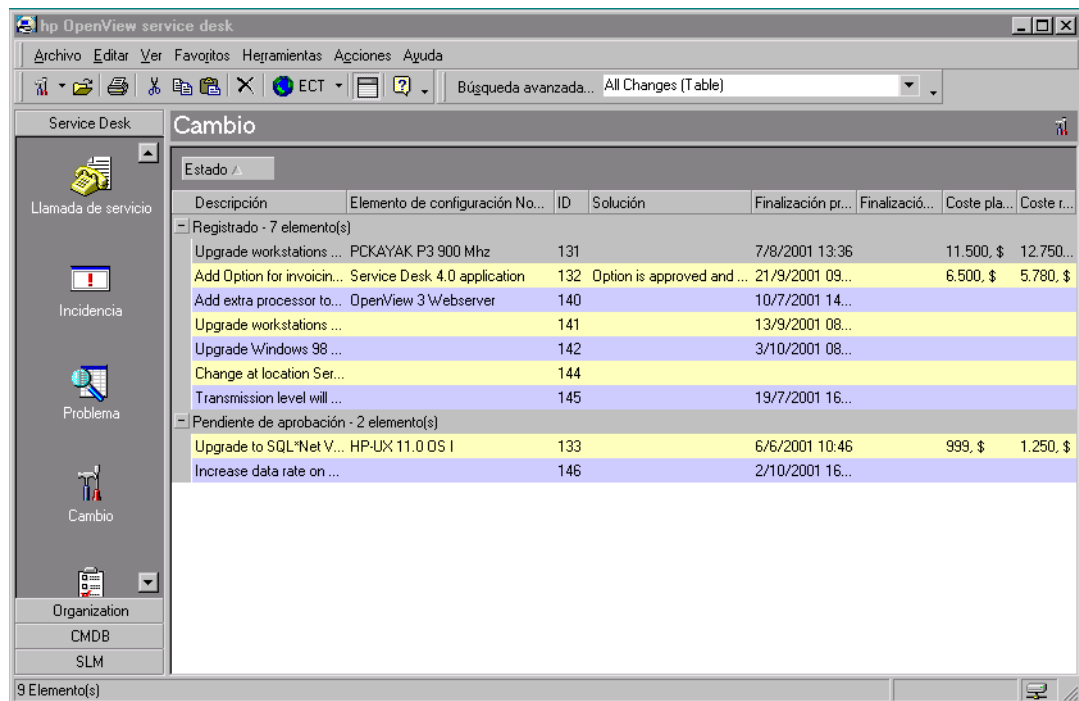 hp OpenView service desk
Archivo Editar Ver Favoritos Herramientas Acciones Ayuda
ECT Búsqueda avanzada... All Changes (Table)
Service Desk
Cambio
Estado
Llamada de servicio
Descripción Elemento de configuración No... ID Solución Finalización pr... Finalizació... Coste pla... Coste r...
Registrado - 7 elemento(s)
Upgrade workstations ... PCKAYAK P3 900 Mhz 131 7/8/2001 13:36 11.500, $ 12.750...
Add Option for invoicin... Service Desk 4.0 application 132 Option is approved and ... 21/9/2001 09... 6.500, $ 5.780, $
Add extra processor to... OpenView 3 Webserver 140 10/7/2001 14...
Incidencia
Upgrade workstations ... 141 13/9/2001 08...
Upgrade Windows 98 ... 142 3/10/2001 08...
Change at location Ser... 144
Transmission level will ... 145 19/7/2001 16...
Problema
Pendiente de aprobación - 2 elemento(s)
Upgrade to SQL*Net V... HP-UX 11.0 OS I 133 6/6/2001 10:46 999, $ 1.250, $
Increase data rate on ... 146 2/10/2001 16...
Cambio
Organization
CMDB
SLM
9 Elemento(s)